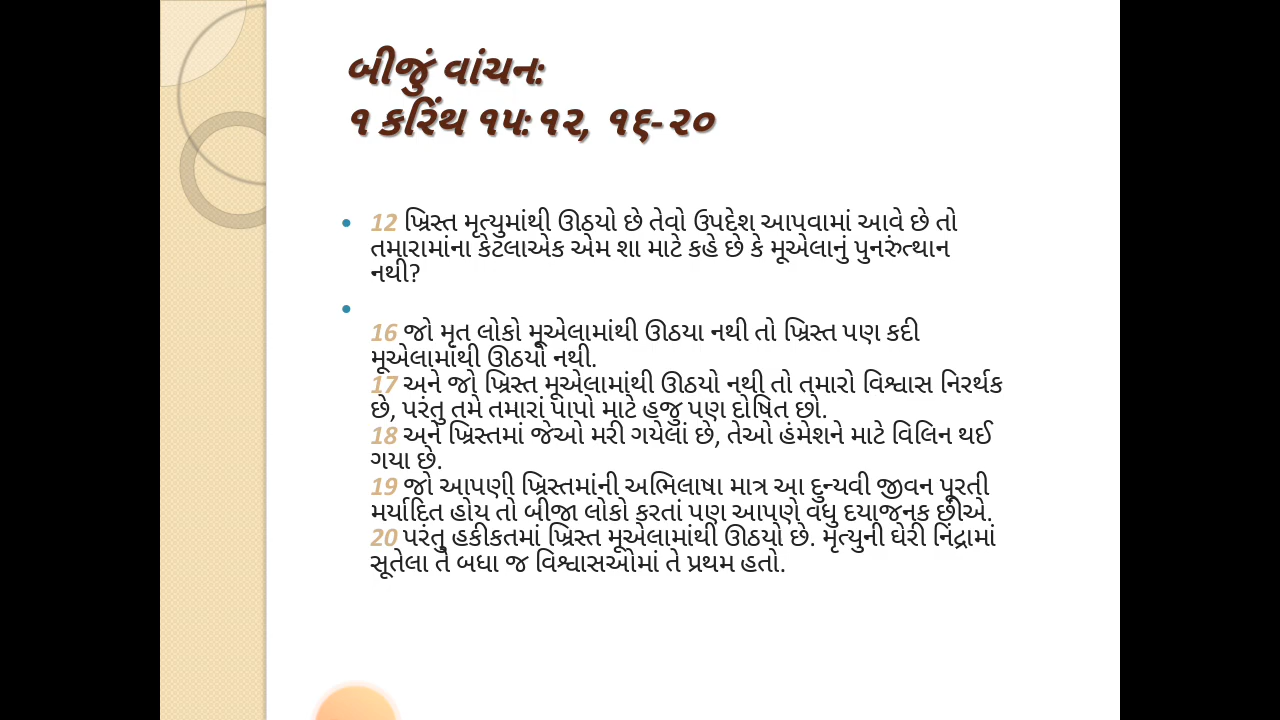 બીજું વાંચન:
૧ કરિંથ ૧૫:૧૨, ૧૬-૨૦
• 12 ખ્રિસ્ત મૃત્યુમાંથી ઊઠયો છે તેવો ઉપદેશ આપવામાં આવે છે તો
તમારામાંના કેટલાએક એમ શા માટે કહે છે કે મૂએલાનું પુનરુંત્થાન
નથી?
•
16 જો મૃત લોકો મૂએલામાંથી ઊઠયા નથી તો ખ્રિસ્ત પણ કદી
મૂએલામાંથી ઊઠયો નથી.
17 અને જો ખ્રિસ્ત મૂએલામાંથી ઊઠયો નથી તો તમારો વિશ્વાસ નિરર્થક
છે, પરંતુ તમે તમારાં પાપો માટે હજુ પણ દોષિત છો.
18 અને ખ્રિસ્તમાં જેઓ મરી ગયેલાં છે, તેઓ હંમેશને માટે વિલિન થઈ
ગયા છે.
19 જો આપણી ખ્રિસ્તમાંની અભિલાષા માત્ર આ દુન્યવી જીવન પૂરતી
મર્યાદિત હોય તો બીજા લોકો કરતાં પણ આપણે વધુ દયાજનક છીએ.
20 પરંતુ હકીકતમાં ખ્રિસ્ત મૂએલામાંથી ઊઠયો છે. મૃત્યુની ઘેરી નિંદ્રામાં
સૂતેલા તે બધા જ વિશ્વાસઓમાં તે પ્રથમ હતો.